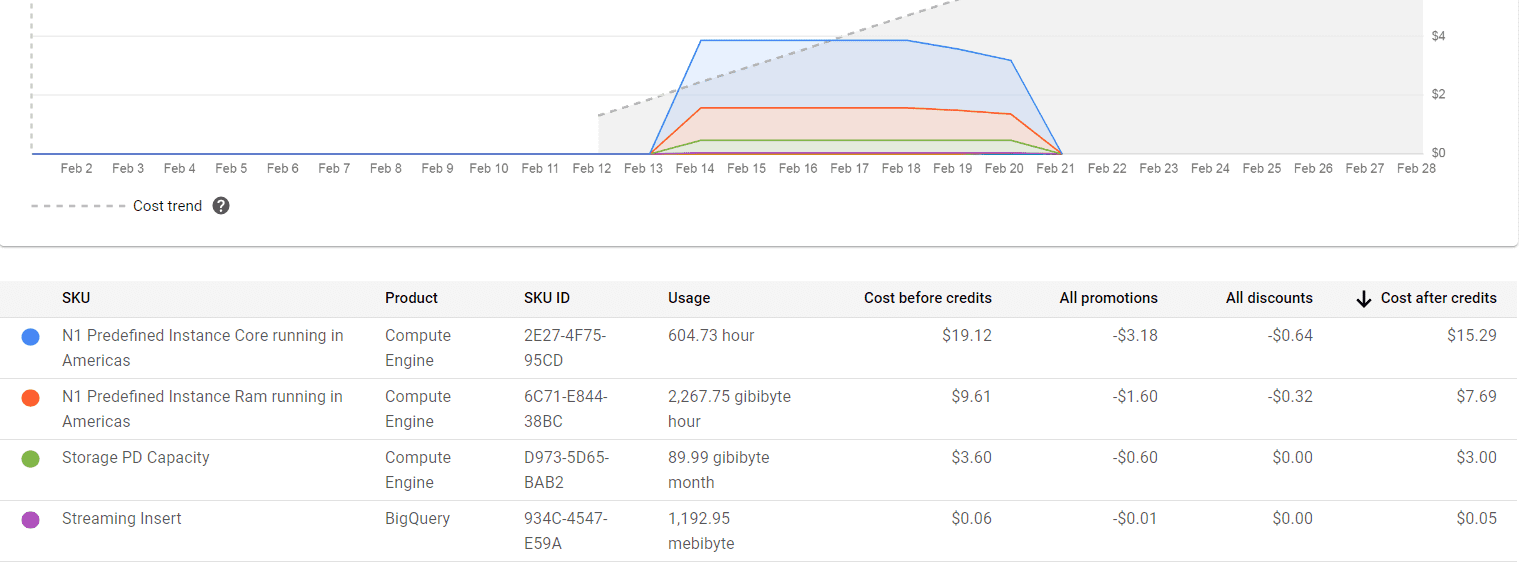 $4
$2
$0
Feb 2 Feb 3 Feb 4 Feb 5 Feb 6 Feb 7 Feb 8 Feb 9 Feb 10 Feb 11 Feb 12 Feb 13 Feb 14 Feb 15 Feb 16 Feb 17 Feb 18 Feb 19 Feb 20 Feb 21 Feb 22 Feb 23 Feb 24 Feb 25 Feb 26 Feb 27 Feb 28
Cost trend ?
SKU Product SKU ID Usage Cost before credits All promotions All discounts Cost after credits
N1 Predefined Instance Core running in Compute 2E27-4F75- 604.73 hour $19.12 -$3.18 -$0.64 $15.29
Americas Engine 95CD
N1 Predefined Instance Ram running in Compute 6C71-E844- 2,267.75 gibibyte $9.61 -$1.60 -$0.32 $7.69
Americas Engine 38BC hour
Storage PD Capacity Compute D973-5D65- 89.99 gibibyte $3.60 -$0.60 $0.00 $3.00
Engine BAB2 month
Streaming Insert BigQuery 934C-4547- 1,192.95 $0.06 -$0.01 $0.00 $0.05
E59A mebibyte